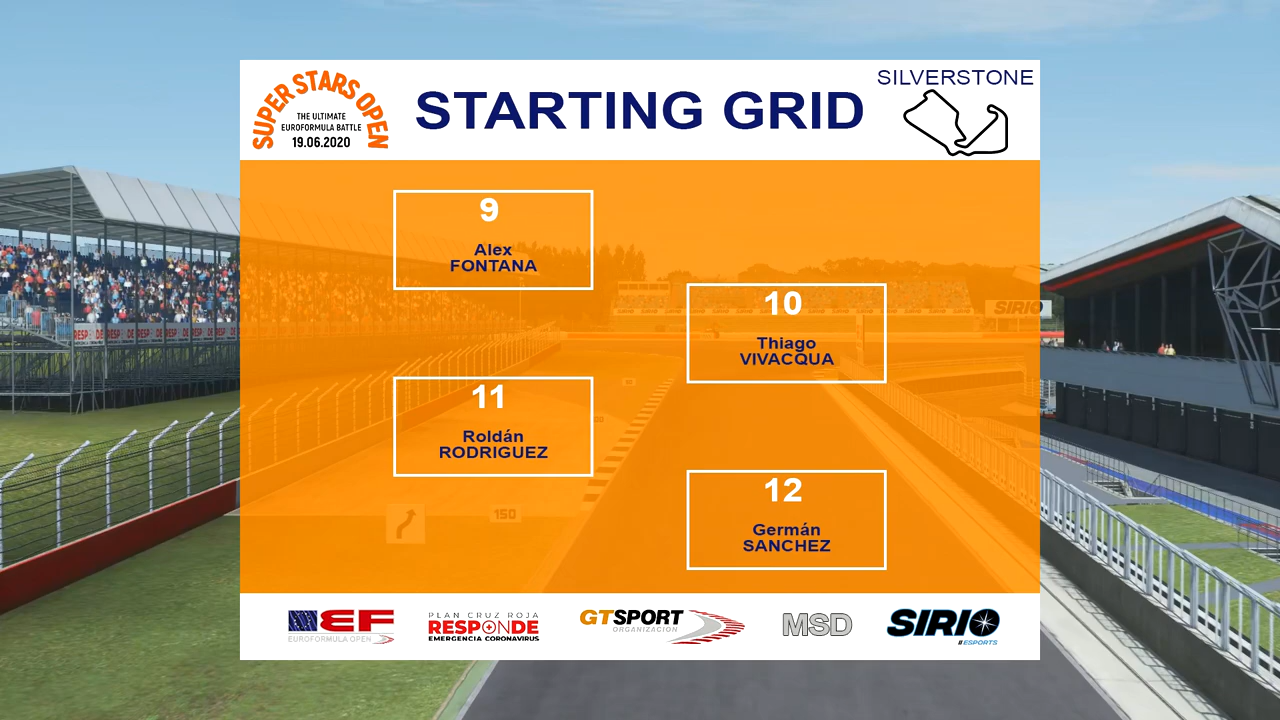 SUPER STARS OPEN
THE ULTIMATE
EUROFORMULA BATTLE
19.06.2020
STARTING GRID
SILVERSTONE
9
Alex
FONTANA
10
Thiago
VIVACQUA
11
Roldán
RODRIGUEZ
12
Germán
SANCHEZ
SIRIO
150
EF
EUROFORMULA OPEN
PLAN CRUZ ROJA
RESPONDE
EMERGENCIA CORONAVIRUS
GTSPORT
ORGANIZACION
MSD
SIRIO
#ESPORTS